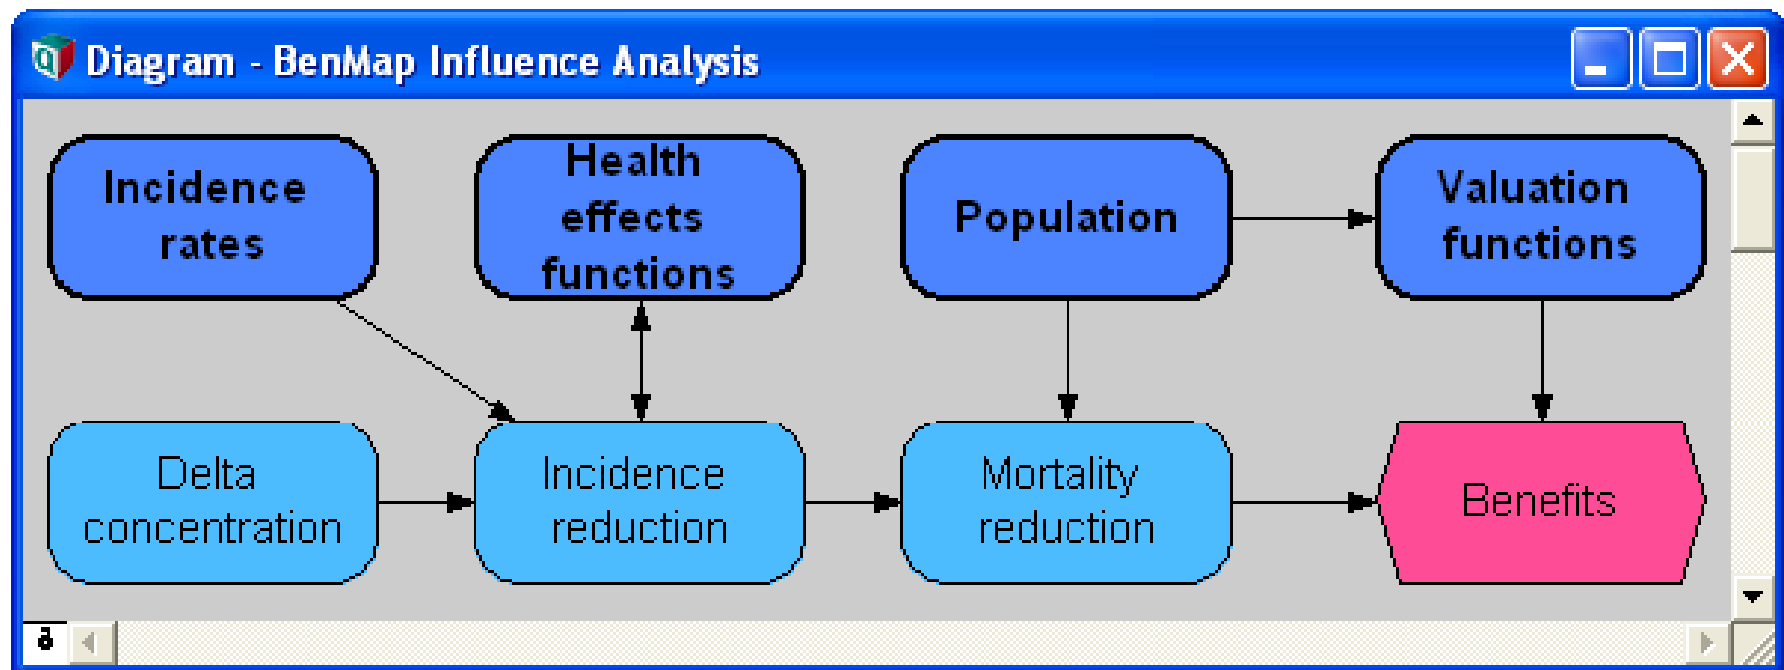 Diagram - BenMap Influence Analysis
Incidence
rates
Health
effects
functions
Population
Valuation
functions
Delta
concentration
Incidence
reduction
Mortality
reduction
Benefits